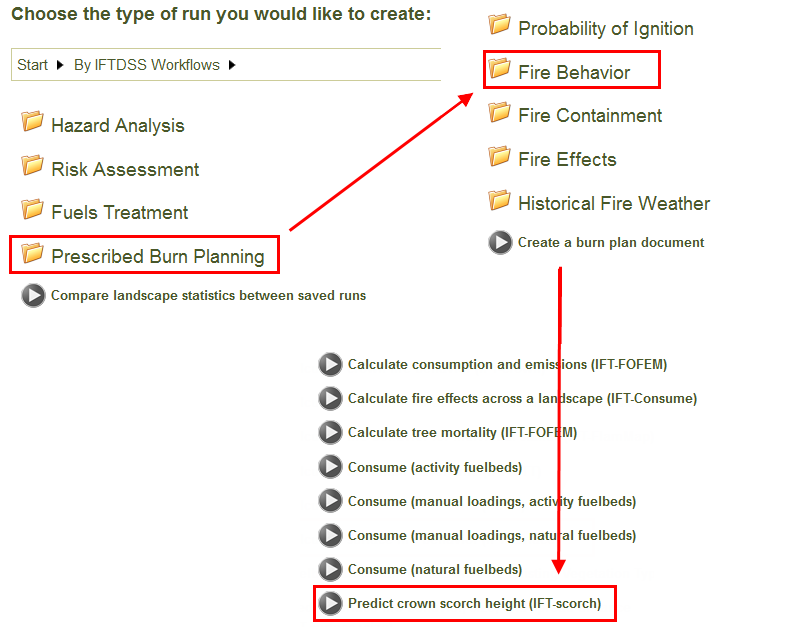 Choose the type of run you would like to create:
Start By IFTDSS Workflows
Hazard Analysis
Risk Assessment
Fuels Treatment
Prescribed Burn Planning
Compare landscape statistics between saved runs
Probability of Ignition
Fire Behavior
Fire Containment
Fire Effects
Historical Fire Weather
Create a burn plan document
Calculate consumption and emissions (IFT-FOFEM)
Calculate fire effects across a landscape (IFT-Consume)
Calculate tree mortality (IFT-FOFEM)
Consume (activity fuelbeds)
Consume (manual loadings, activity fuelbeds)
Consume (manual loadings, natural fuelbeds)
Consume (natural fuelbeds)
Predict crown scorch height (IFT-scorch)